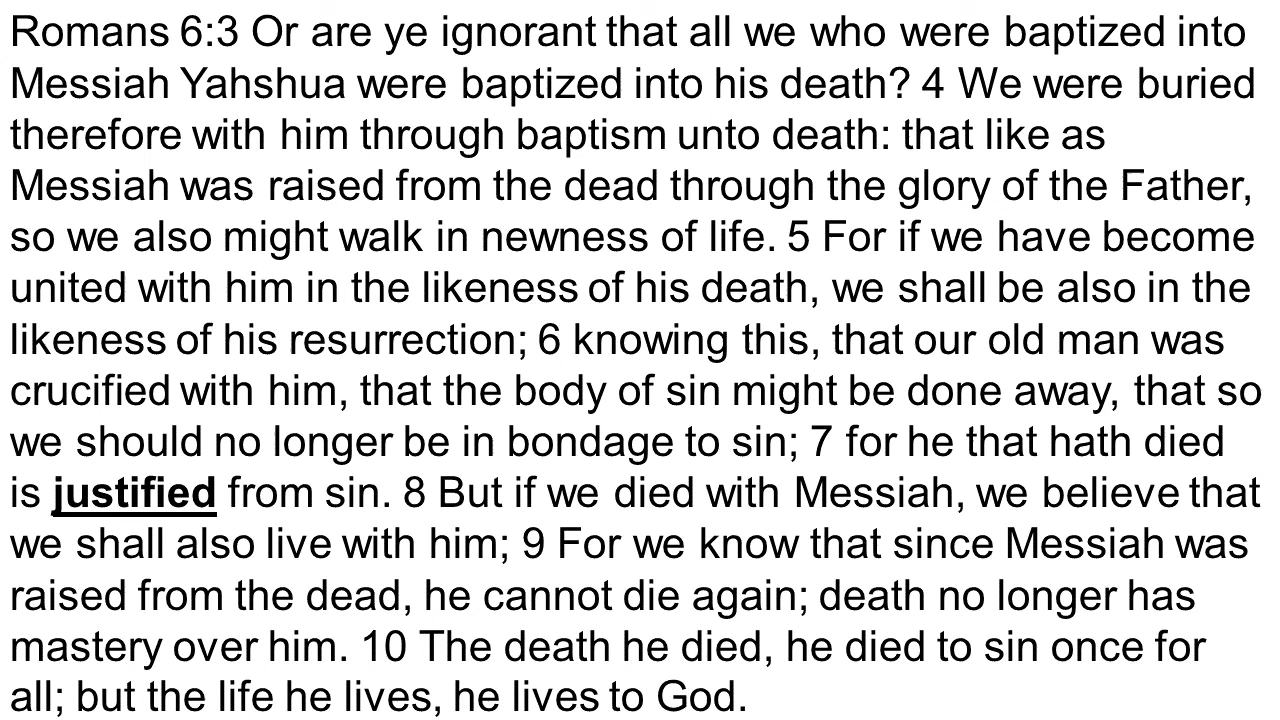 Romans 6:3 Or are ye ignorant that all we who were baptized into
Messiah Yahshua were baptized into his death? 4 We were buried
therefore with him through baptism unto death: that like as
Messiah was raised from the dead through the glory of the Father,
so we also might walk in newness of life. 5 For if we have become
united with him in the likeness of his death, we shall be also in the
likeness of his resurrection; 6 knowing this, that our old man was
crucified with him, that the body of sin might be done away, that so
we should no longer be in bondage to sin; 7 for he that hath died
is justified from sin. 8 But if we died with Messiah, we believe that
we shall also live with him; 9 For we know that since Messiah was
raised from the dead, he cannot die again; death no longer has
mastery over him. 10 The death he died, he died to sin once for
all; but the life he lives, he lives to God.